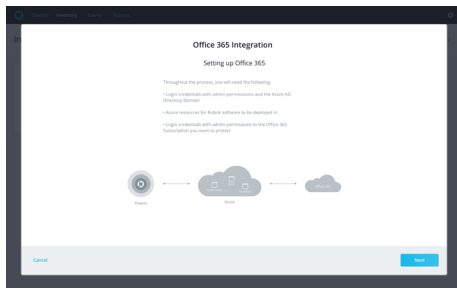 Inventory
Office 365 Integration
Setting up Office 365
Throughout the process, you will need the following:
• Login credentials with admin permissions and the Azure AD
Directory Domain
• Azure resources for Rubrik software to be deployed in
• Login credentials with admin permissions to the Office 365
Subscription you want to protect
Polaris
Azure
Cancel
Next